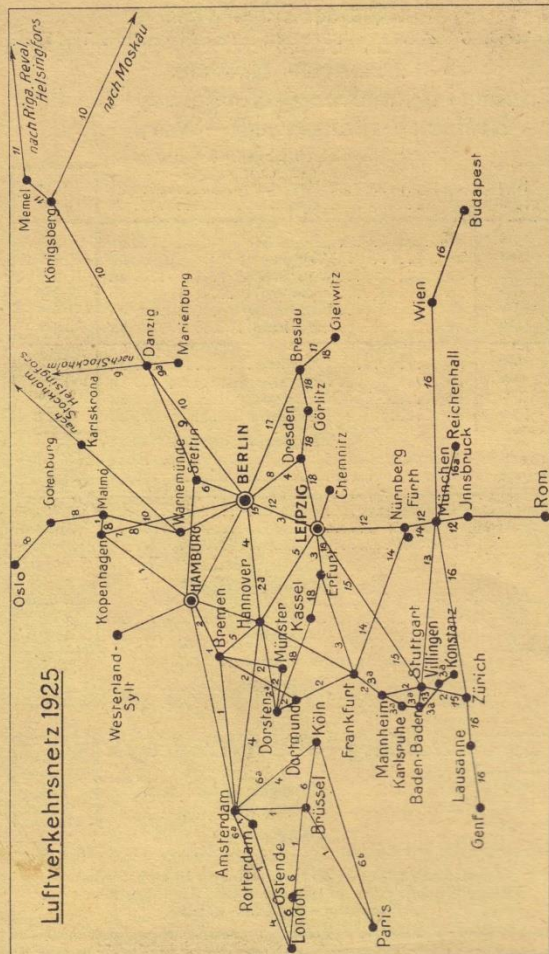 Luftverkehrsnetz 1925
Oslo
Gotenburg
nach Stockholm
Helsingfors
nach Stockholm
nach Riga, Reval,
Helsingfors
nach Moskau
Memel
Königsberg
Kopenhagen
Malmö
Karlskrona
Westerland-
Sylt
Danzig
Marienburg
Warnemünde
Stettin
HAMBURG
BERLIN
Bremen
Hannover
Amsterdam
Rotterdam
Ostende
London
Brüssel
Paris
Köln
Dorsten
Dortmund
Münster
Kassel
LEIPZIG
Erfurt
Dresden
Chemnitz
Görlitz
Breslau
Gleiwitz
Frankfurt
Mannheim
Karlsruhe
Baden-Baden
Stuttgart
Villingen
Konstanz
Nürnberg
Fürth
München
Reichenhall
Innsbruck
Wien
Budapest
Zürich
Lausanne
Genf
Rom